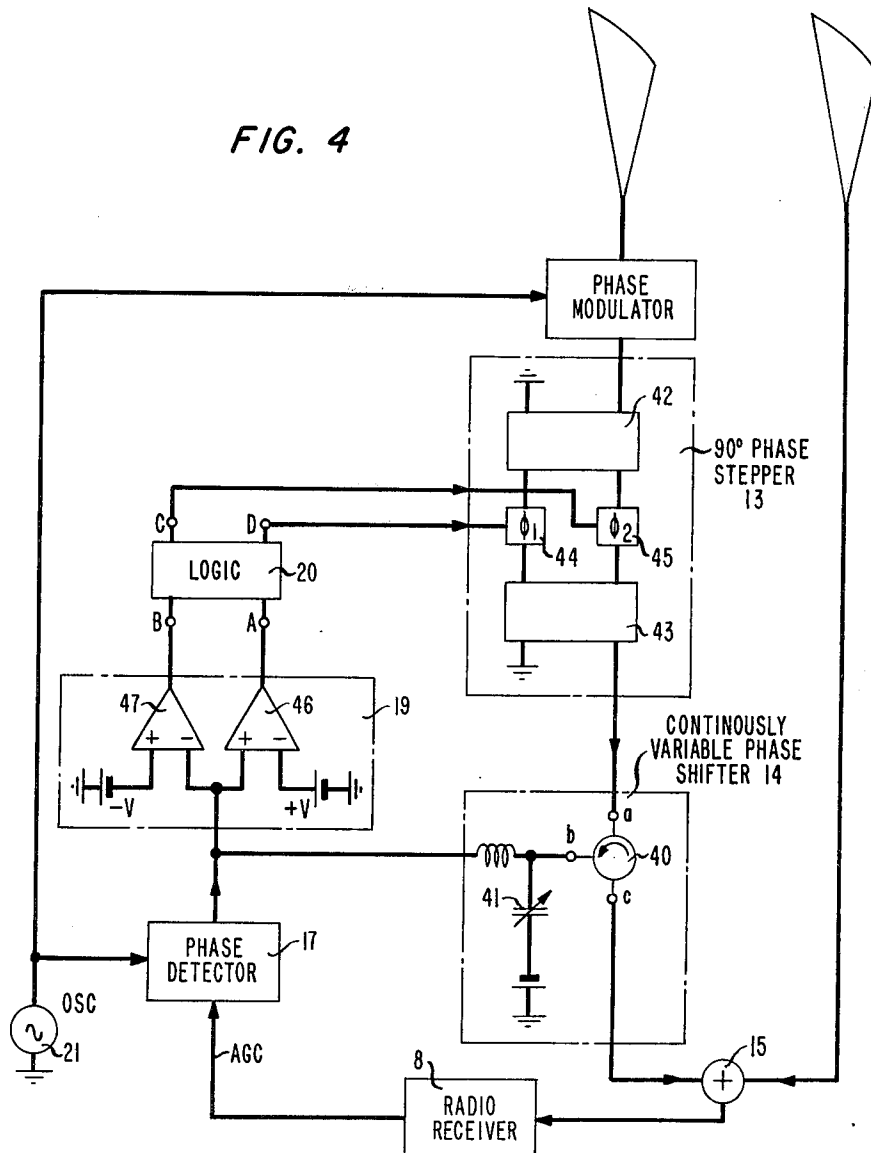 FIG. 4
PHASE
MODULATOR
42
90° PHASE
STEPPER
13
C
D
ϕ1
ϕ2
44
45
LOGIC
20
B
A
43
47
46
19
+ -
+ -
-V
+V
CONTINOUSLY
VARIABLE PHASE
SHIFTER 14
a
b
40
41
c
PHASE
DETECTOR
17
OSC
21
AGC
15
+
8
RADIO
RECEIVER